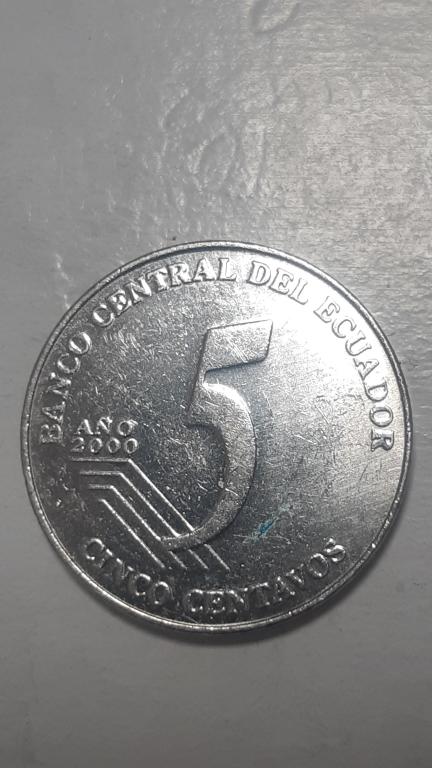 BANCO CENTRAL DEL ECUADOR
AÑO
2000
5
CINCO CENTAVOS